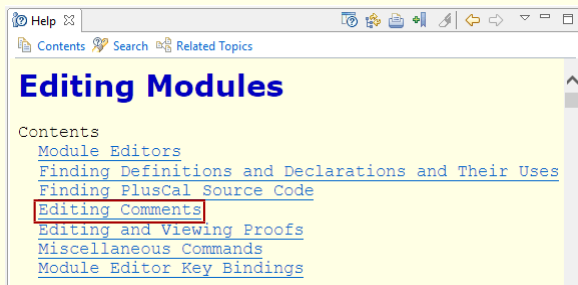 Help
Contents Search Related Topics
Editing Modules
Contents
Module Editors
Finding Definitions and Declarations and Their Uses
Finding PlusCal Source Code
Editing Comments
Editing and Viewing Proofs
Miscellaneous Commands
Module Editor Key Bindings